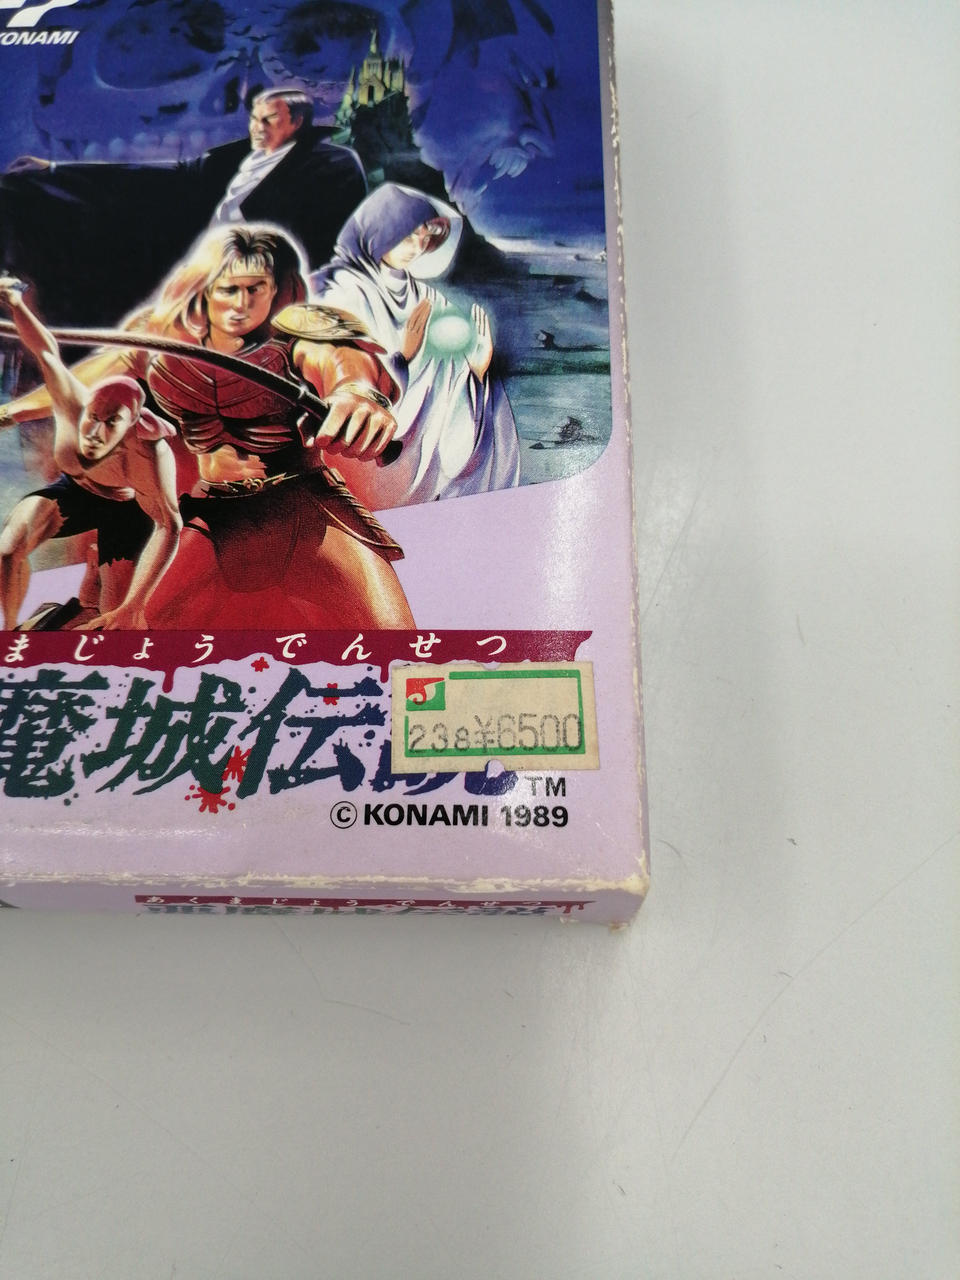 KONAMI
まじょうでんせつ
魔城伝説
238¥6500
TM
© KONAMI 1989
あくまじょうでんせつ